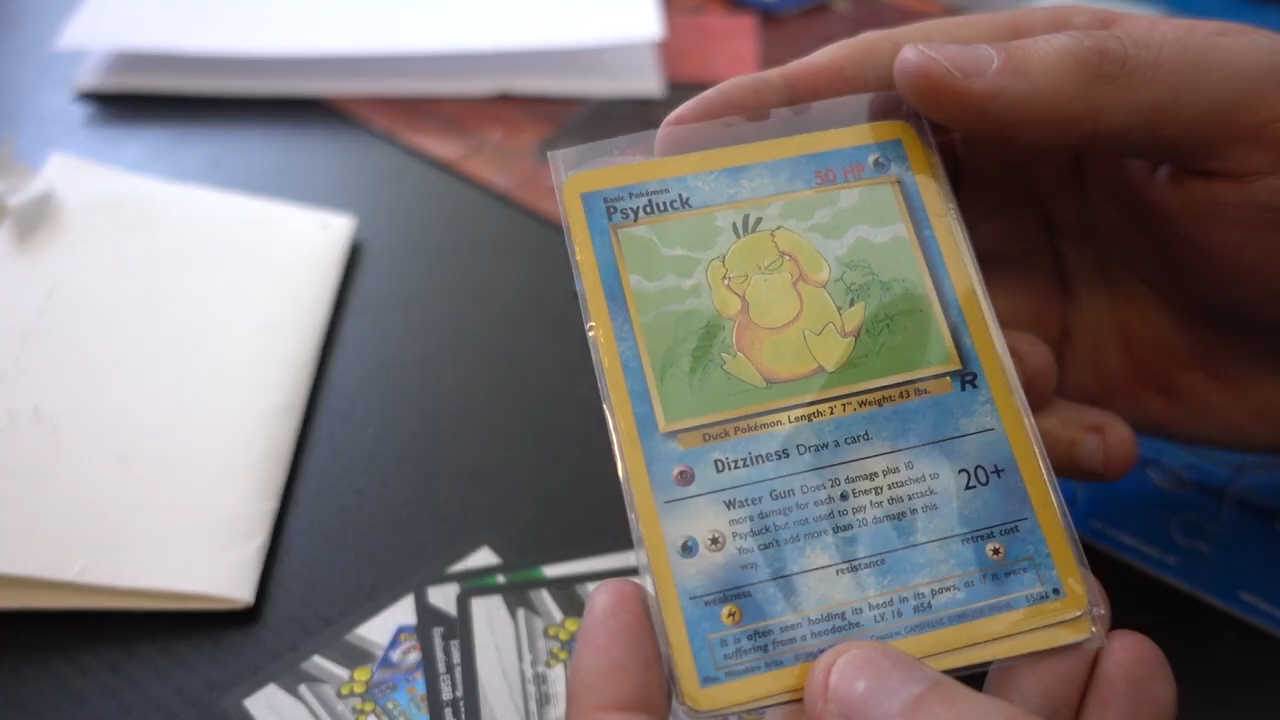 Basic Pokémon
Psyduck
50 HP
Duck Pokémon. Length: 2' 7", Weight: 43 lbs.
R
Dizziness Draw a card.
Water Gun Does 20 damage plus 10
more damage for each Energy attached to
Psyduck but not used to pay for this attack.
You can't add more than 20 damage in this
way.
20+
weakness
resistance
retreat cost
It is often seen holding its head in its paws, as if it were
suffering from a headache. LV. 16 #54
65/82